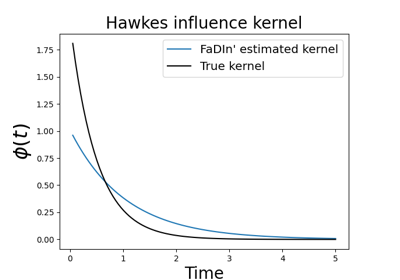 Hawkes influence kernel
FaDIn' estimated kernel
True kernel
ϕ(t)
1.75
1.50
1.25
1.00
0.75
0.50
0.25
0.00
0 1 2 3 4 5
Time